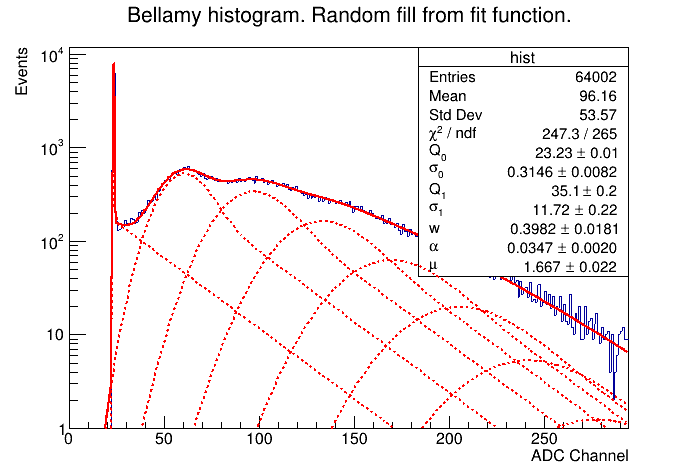 Bellamy histogram. Random fill from fit function.
Events
hist
Entries 64002
Mean 96.16
Std Dev 53.57
χ² / ndf 247.3 / 265
Q₀ 23.23 ± 0.01
σ₀ 0.3146 ± 0.0082
Q₁ 35.1 ± 0.2
σ₁ 11.72 ± 0.22
w 0.3982 ± 0.0181
α 0.0347 ± 0.0020
μ 1.667 ± 0.022
10⁴
10³
10²
10
1
0 50 100 150 200 250
ADC Channel